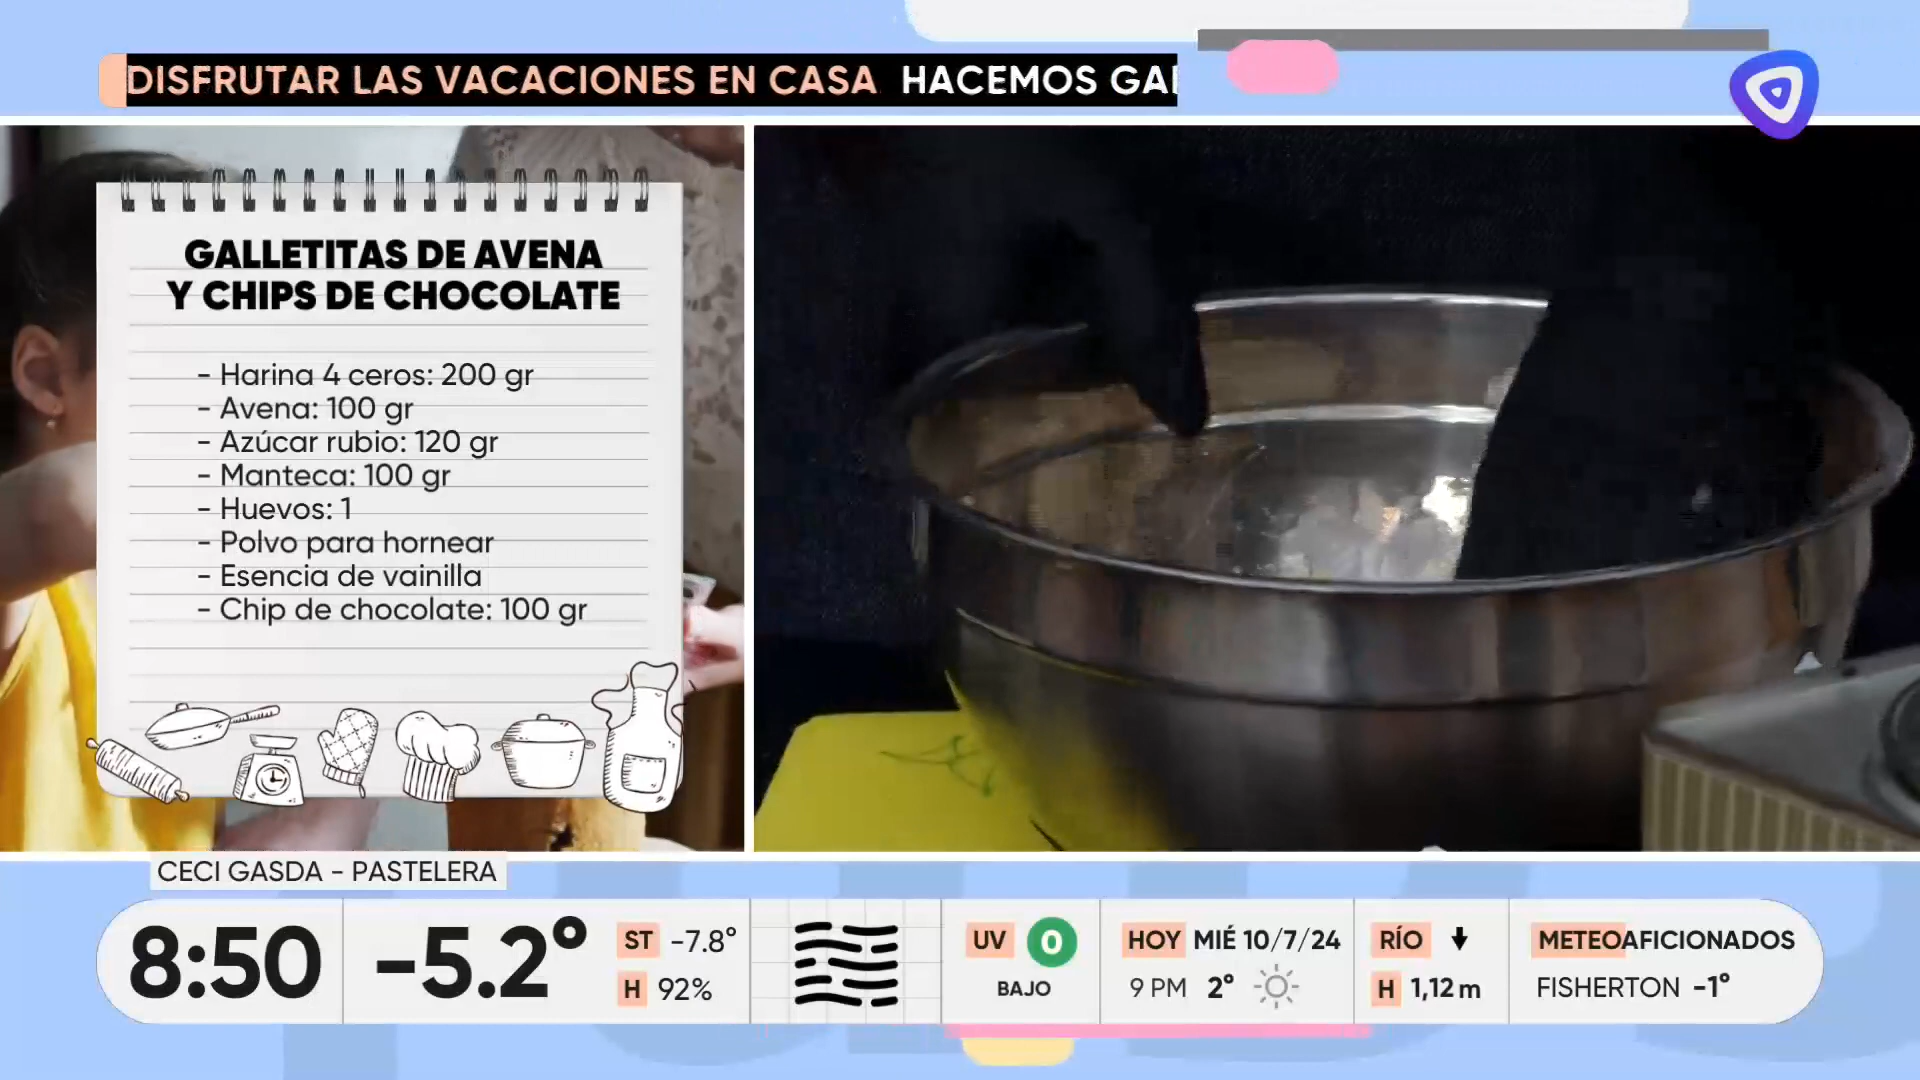 DISFRUTAR LAS VACACIONES EN CASA HACEMOS
GALLETITAS DE AVENA
Y CHIPS DE CHOCOLATE
- Harina 4 ceros: 200 gr
- Avena: 100 gr
- Azúcar rubio: 120 gr
- Manteca: 100 gr
- Huevos: 1
- Polvo para hornear
- Esencia de vainilla
- Chip de chocolate: 100 gr
CECI GASDA - PASTELERA
8:50
-5.2°
ST -7.8°
H 92%
UV 0
BAJO
HOY MIÉ 10/7/24
9 PM 2°
RÍO
H 1,12 m
METEOAFICIONADOS
FISHERTON -1°